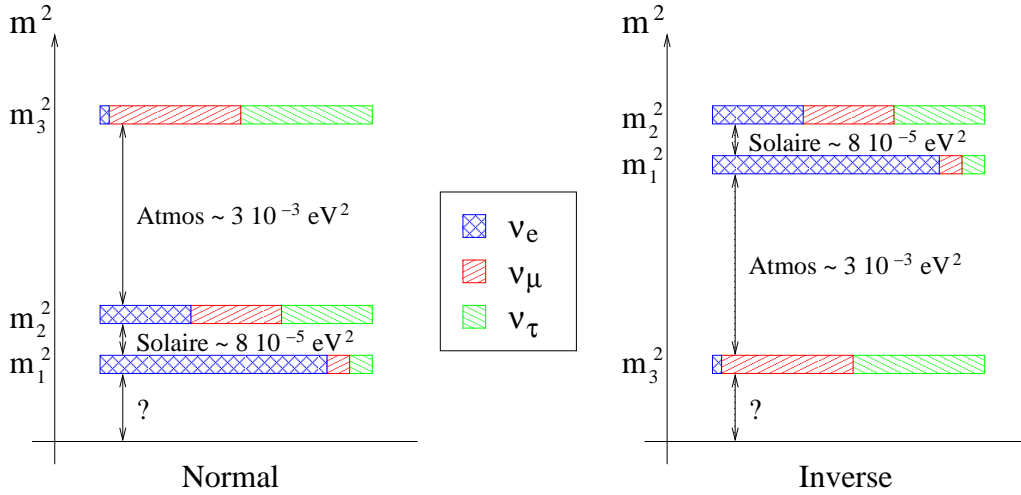 m²
m₃²
Atmos ~ 3 10⁻³ eV²
m₂²
Solaire ~ 8 10⁻⁵ eV²
m₁²
?
Normal
νe
νμ
ντ
m²
m₂²
Solaire ~ 8 10⁻⁵ eV²
m₁²
Atmos ~ 3 10⁻³ eV²
m₃²
?
Inverse